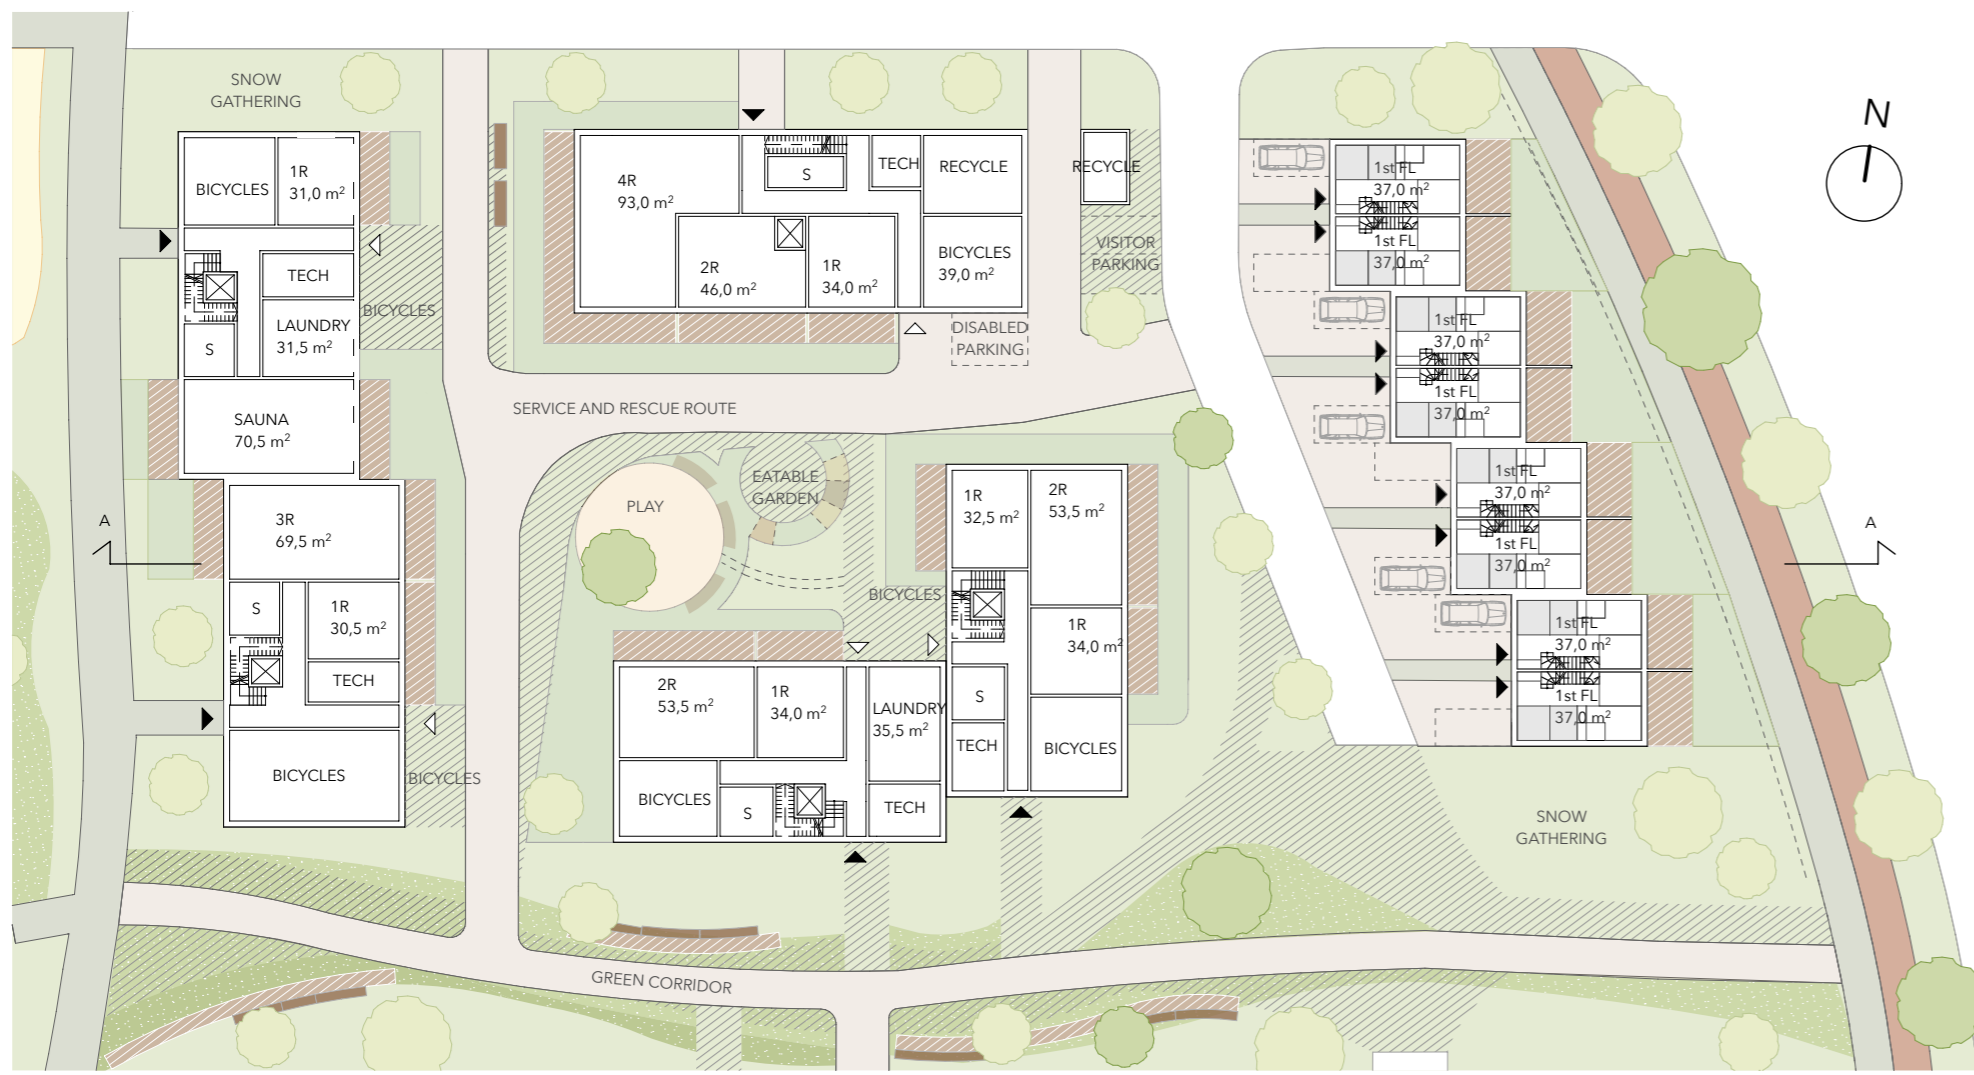 SNOW
GATHERING
BICYCLES
1R
31,0 m²
TECH
LAUNDRY
31,5 m²
S
SAUNA
70,5 m²
BICYCLES
3R
69,5 m²
S
1R
30,5 m²
TECH
BICYCLES
BICYCLES
A
4R
93,0 m²
S
TECH
RECYCLE
2R
46,0 m²
1R
34,0 m²
BICYCLES
39,0 m²
RECYCLE
VISITOR
PARKING
DISABLED
PARKING
SERVICE AND RESCUE ROUTE
PLAY
EATABLE
GARDEN
BICYCLES
1R
32,5 m²
2R
53,5 m²
1R
34,0 m²
S
TECH
BICYCLES
2R
53,5 m²
1R
34,0 m²
LAUNDRY
35,5 m²
BICYCLES
S
TECH
1st FL
37,0 m²
1st FL
37,0 m²
1st FL
37,0 m²
1st FL
37,0 m²
1st FL
37,0 m²
1st FL
37,0 m²
1st FL
37,0 m²
1st FL
37,0 m²
N
A
SNOW
GATHERING
GREEN CORRIDOR